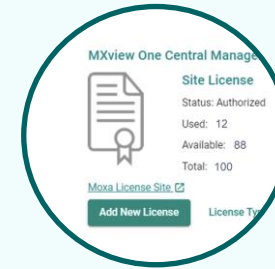 MXview One Central Manage
Site License
Status: Authorized
Used: 12
Available: 88
Total: 100
Moxa License Site
Add New License
License Ty